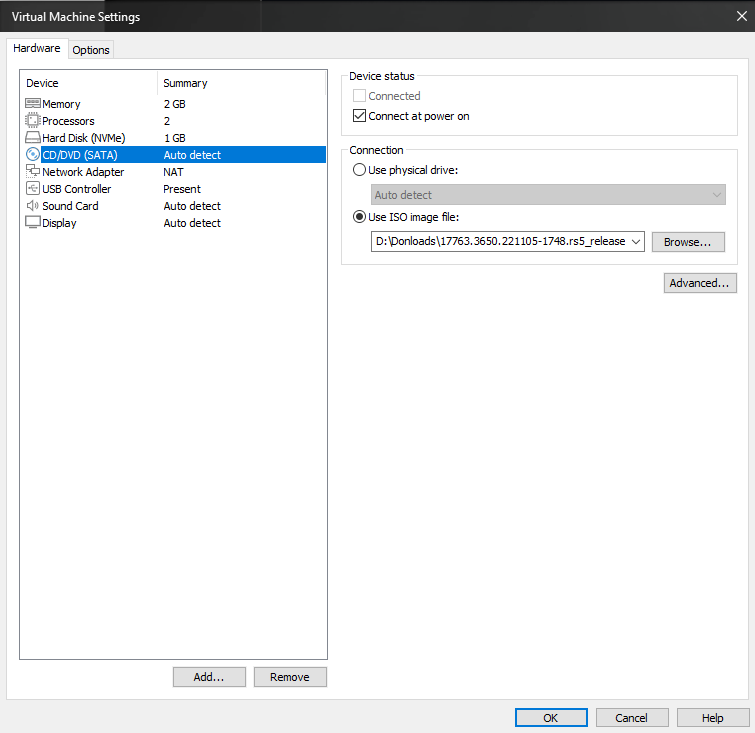 Virtual Machine Settings
Hardware Options
Device Summary
Memory 2 GB
Processors 2
Hard Disk (NVMe) 1 GB
CD/DVD (SATA) Auto detect
Network Adapter NAT
USB Controller Present
Sound Card Auto detect
Display Auto detect
Add... Remove
Device status
Connected
Connect at power on
Connection
Use physical drive:
Auto detect
Use ISO image file:
D:\Donloads\17763.3650.221105-1748.rs5_release Browse...
Advanced...
OK Cancel Help